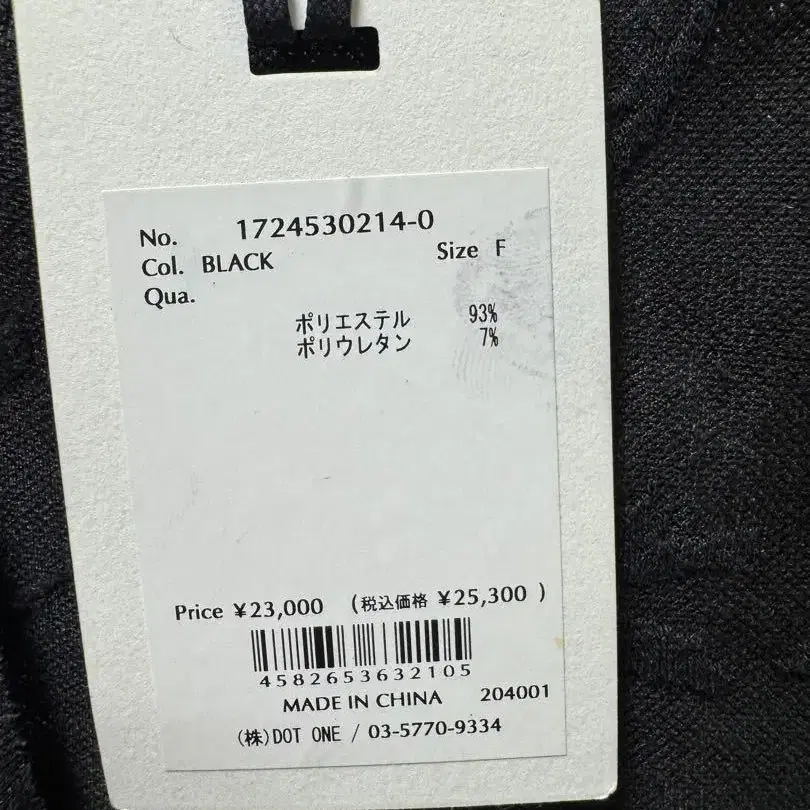 No. 1724530214-0
Col. BLACK Size F
Qua.
ポリエステル 93%
ポリウレタン 7%
Price ¥23,000 (税込価格 ¥25,300 )
4582653632105
MADE IN CHINA 204001
(株)DOT ONE / 03-5770-9334